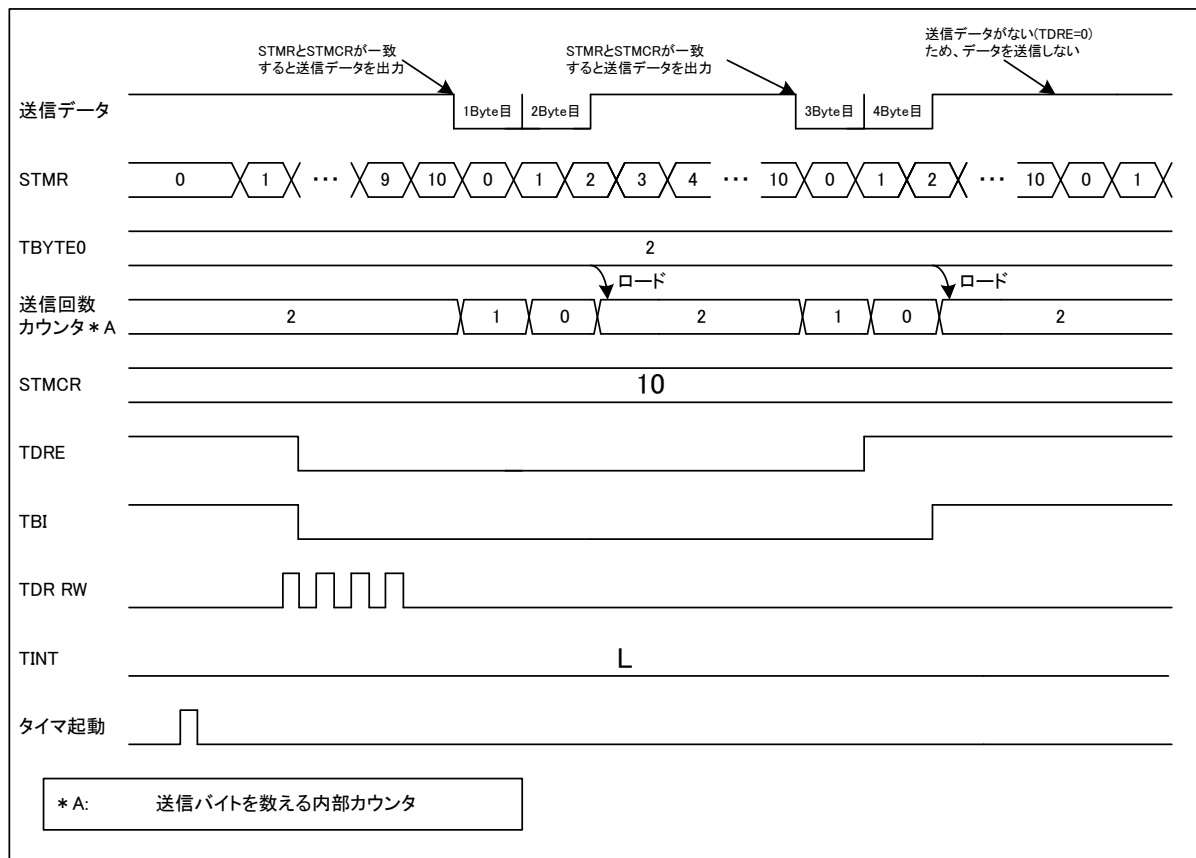 STMRとSTMCRが一致
すると送信データを出力
STMRとSTMCRが一致
すると送信データを出力
送信データがない(TDRE=0)
ため、データを送信しない
送信データ
1Byte目 2Byte目 3Byte目 4Byte目
STMR
0 1 ・・・ 9 10 0 1 2 3 4 ・・・ 10 0 1 2 ・・・ 10 0 1
TBYTE0
2
ロード ロード
送信回数
カウンタ*A
2 1 0 2 1 0 2
STMCR
10
TDRE
TBI
TDR RW
TINT
L
タイマ起動
*A: 送信バイトを数える内部カウンタ